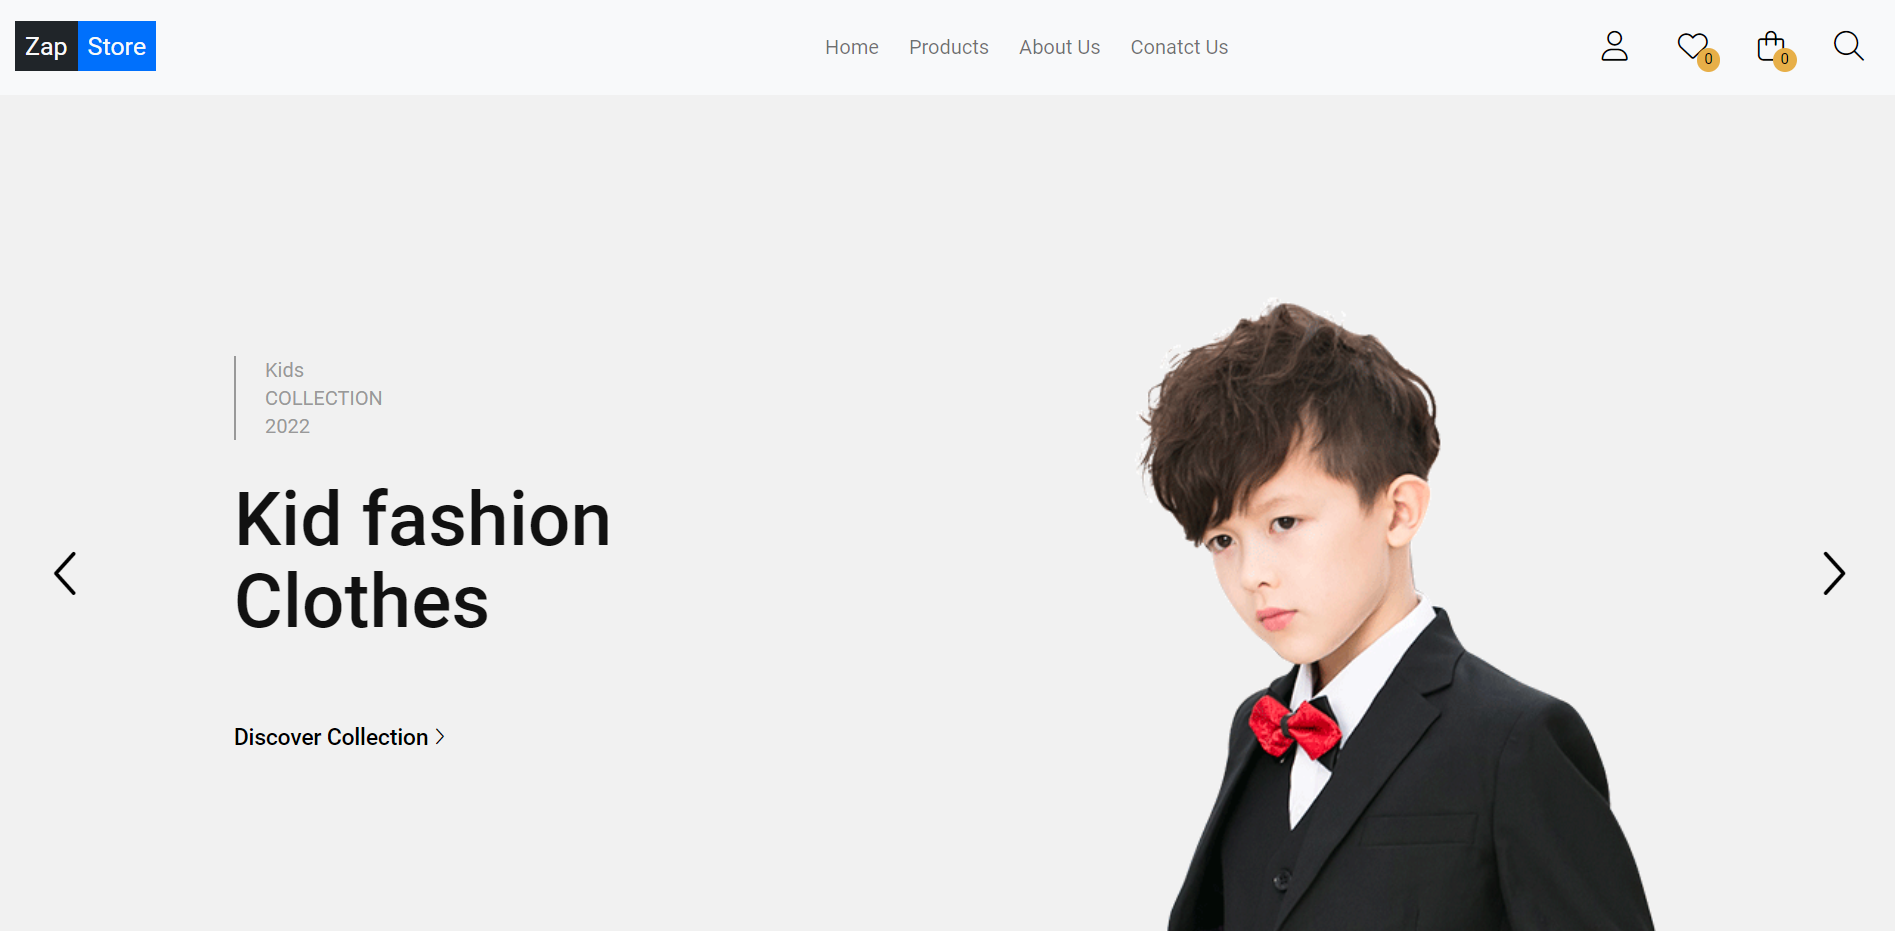 Zap Store
Home Products About Us Conatct Us
0 0
Kids
COLLECTION
2022
Kid fashion
Clothes
Discover Collection